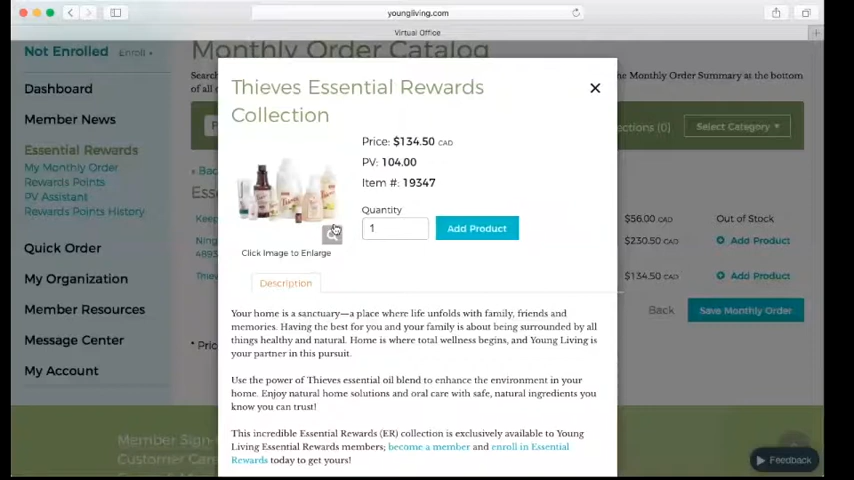 youngliving.com
Virtual Office
Not Enrolled Enroll
Monthly Order Catalog
Dashboard
Member News
Essential Rewards
My Monthly Order
Rewards Points
PV Assistant
Rewards Points History
Quick Order
My Organization
Member Resources
Message Center
My Account
Thieves Essential Rewards
Collection
Price: $134.50 CAD
PV: 104.00
Item #: 19347
Quantity
1
Add Product
Click Image to Enlarge
Description
Your home is a sanctuary—a place where life unfolds with family, friends and
memories. Having the best for you and your family is about being surrounded by all
things healthy and natural. Home is where total wellness begins, and Young Living is
your partner in this pursuit.
Use the power of Thieves essential oil blend to enhance the environment in your
home. Enjoy natural home solutions and oral care with safe, natural ingredients you
know you can trust!
This incredible Essential Rewards (ER) collection is exclusively available to Young
Living Essential Rewards members; become a member and enroll in Essential
Rewards today to get yours!
the Monthly Order Summary at the bottom
of all
(0)
Select Category
$56.00 CAD Out of Stock
$230.50 CAD Add Product
$134.50 CAD Add Product
Back Save Monthly Order
Feedback